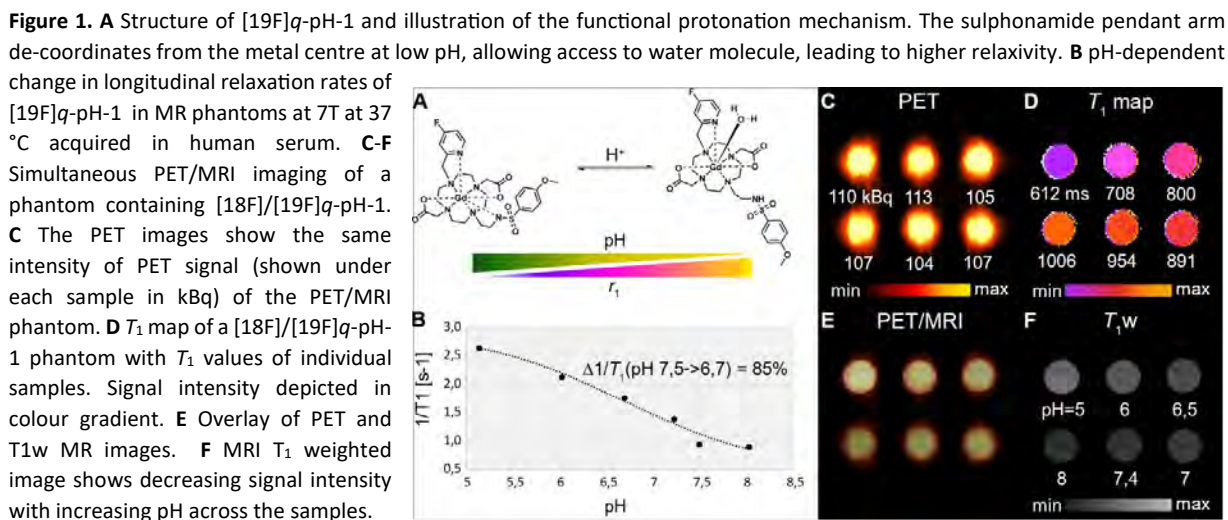 Figure 1. A Structure of [19F]q-pH-1 and illustration of the functional protonation mechanism. The sulphonamide pendant arm
de-coordinates from the metal centre at low pH, allowing access to water molecule, leading to higher relaxivity. B pH-dependent
change in longitudinal relaxation rates of
[19F]q-pH-1 in MR phantoms at 7T at 37
°C acquired in human serum. C-F
Simultaneous PET/MRI imaging of a
phantom containing [18F]/[19F]q-pH-1.
C The PET images show the same
intensity of PET signal (shown under
each sample in kBq) of the PET/MRI
phantom. D T1 map of a [18F]/[19F]q-pH-
1 phantom with T1 values of individual
samples. Signal intensity depicted in
colour gradient. E Overlay of PET and
T1w MR images. F MRI T1 weighted
image shows decreasing signal intensity
with increasing pH across the samples.
A
F
N
N
N
N
N
O
O
O
O
Gd
N
S
O
O
O
H+
F
N
O
H
H
N
N
N
N
O
O
O
O
Gd
NH
O
S
O
O
pH
r1
B
1/T1 [s-1]
3,0
2,5
2,0
1,5
1,0
0,5
Δ1/T1(pH 7,5->6,7) = 85%
5 5,5 6 6,5 7 7,5 8 8,5
pH
C PET
110 kBq 113 105
107 104 107
min max
D T1 map
612 ms 708 800
1006 954 891
min max
E PET/MRI
F T1w
pH=5 6 6,5
8 7,4 7
min max